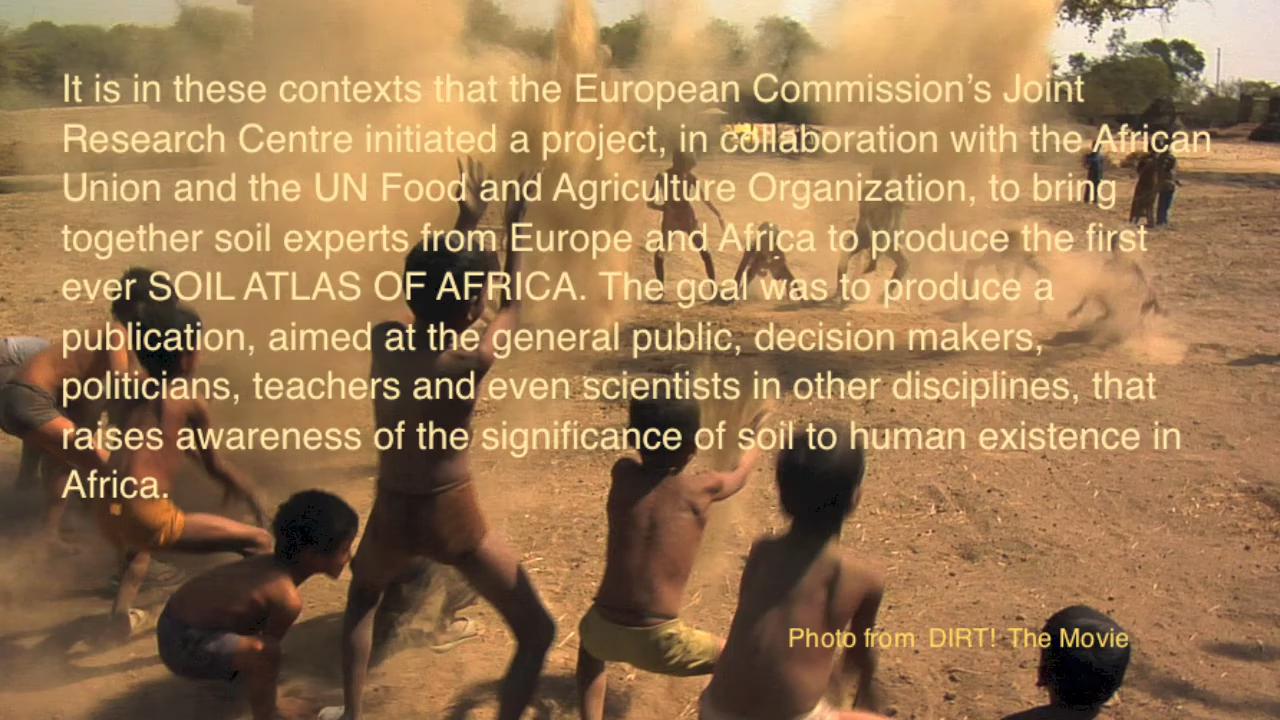 It is in these contexts that the European Commission’s Joint
Research Centre initiated a project, in collaboration with the African
Union and the UN Food and Agriculture Organization, to bring
together soil experts from Europe and Africa to produce the first
ever SOIL ATLAS OF AFRICA. The goal was to produce a
publication, aimed at the general public, decision makers,
politicians, teachers and even scientists in other disciplines, that
raises awareness of the significance of soil to human existence in
Africa.
Photo from DIRT! The Movie